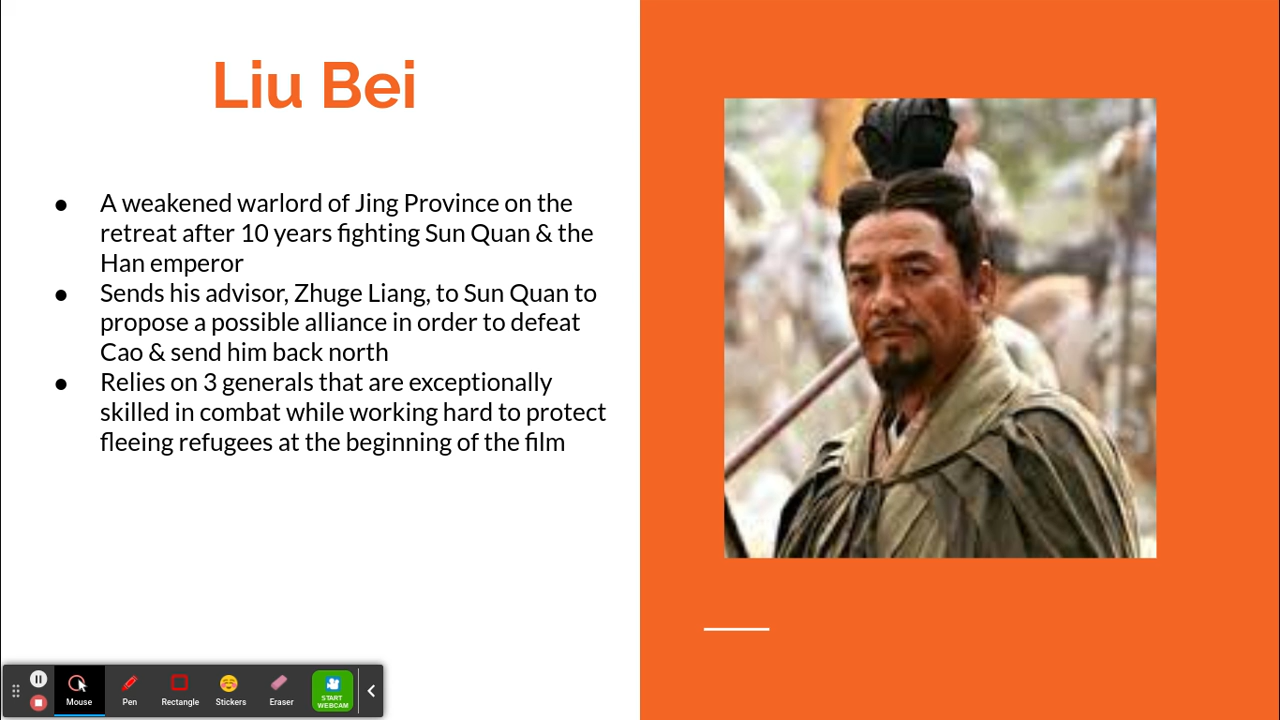 Liu Bei
● A weakened warlord of Jing Province on the
retreat after 10 years fighting Sun Quan & the
Han emperor
● Sends his advisor, Zhuge Liang, to Sun Quan to
propose a possible alliance in order to defeat
Cao & send him back north
● Relies on 3 generals that are exceptionally
skilled in combat while working hard to protect
fleeing refugees at the beginning of the film
Mouse Pen Rectangle Stickers Eraser START
WEBCAM